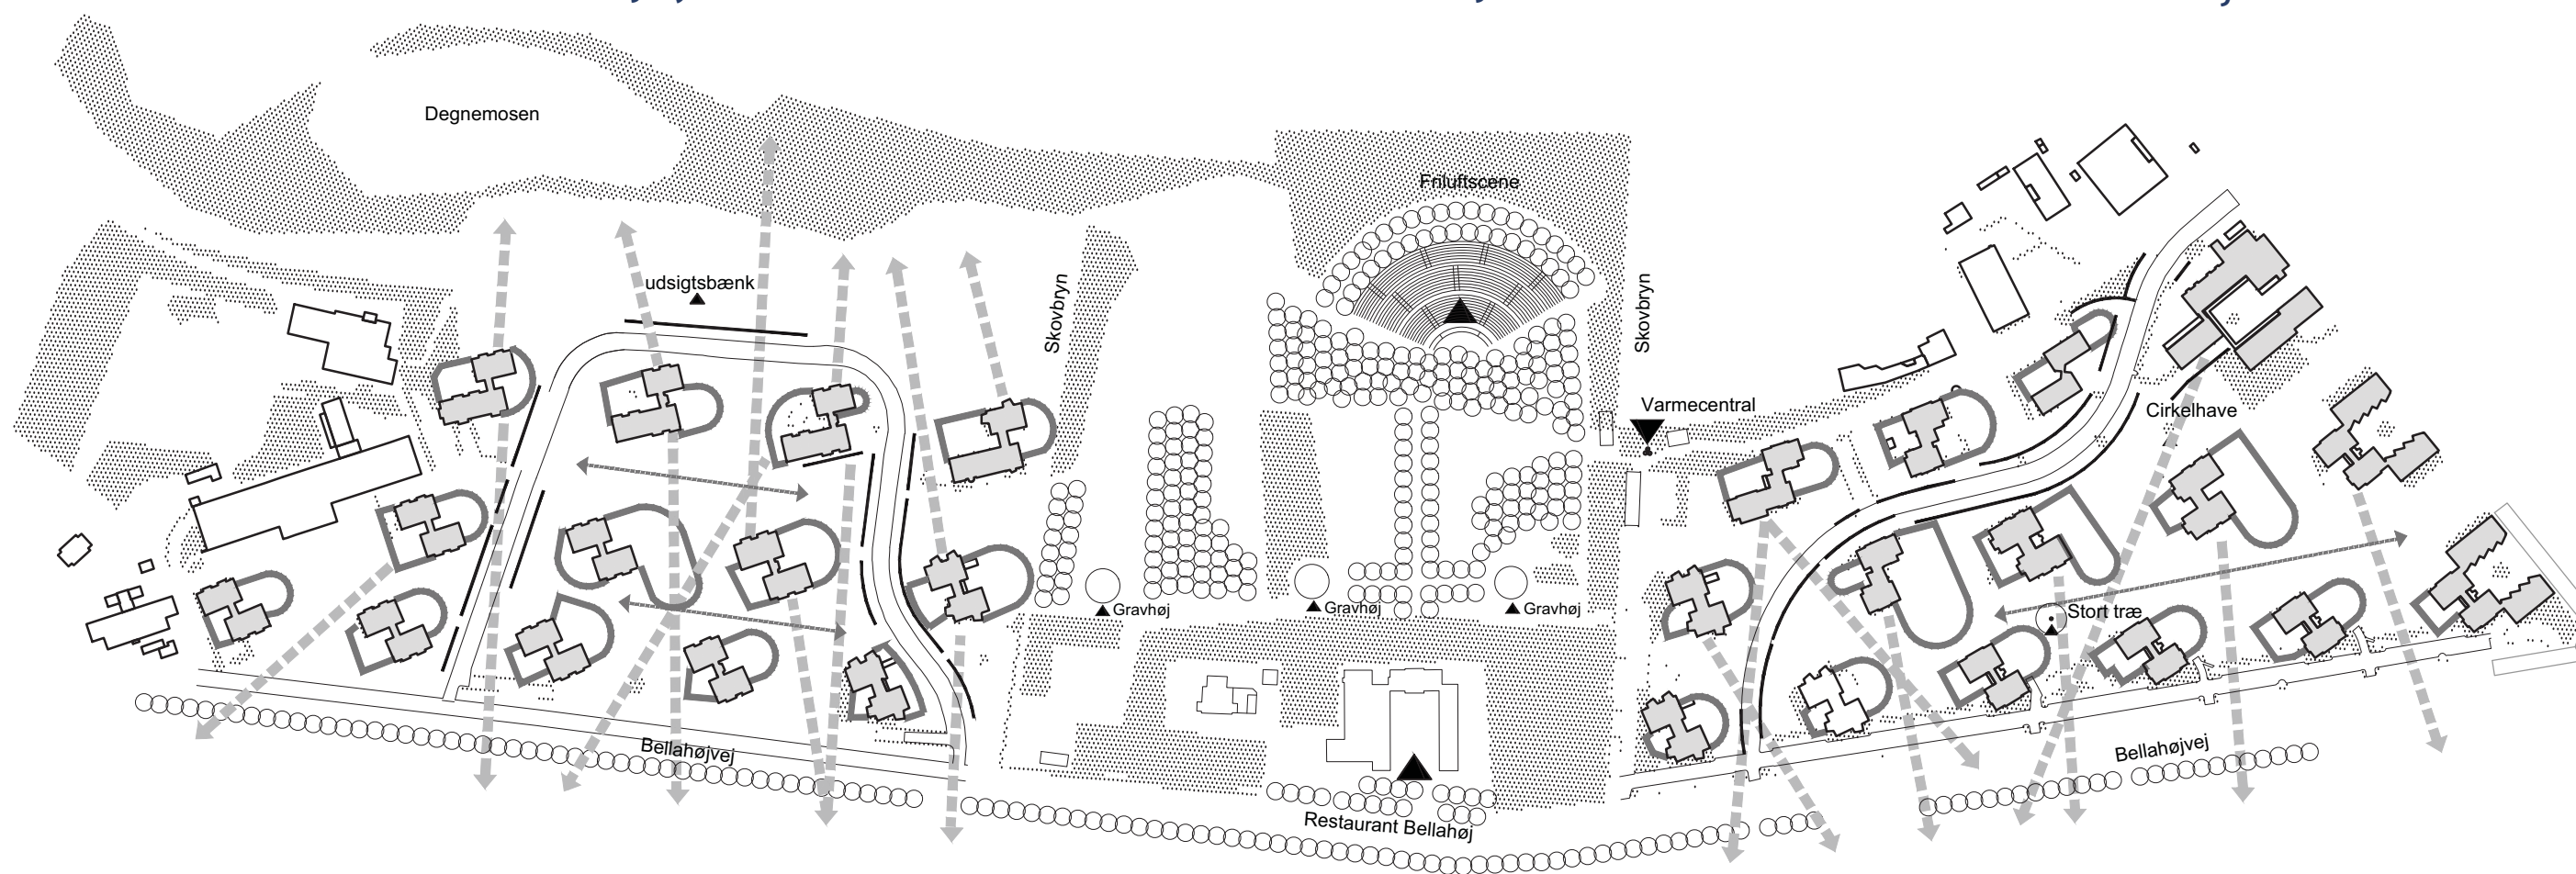 Degnemosen
Friluftscene
udsigtsbænk
Skovbryn
Skovbryn
Varmecentral
Cirkelhave
Gravhøj
Gravhøj
Gravhøj
Stort træ
Bellahøjvej
Bellahøjvej
Restaurant Bellahøj